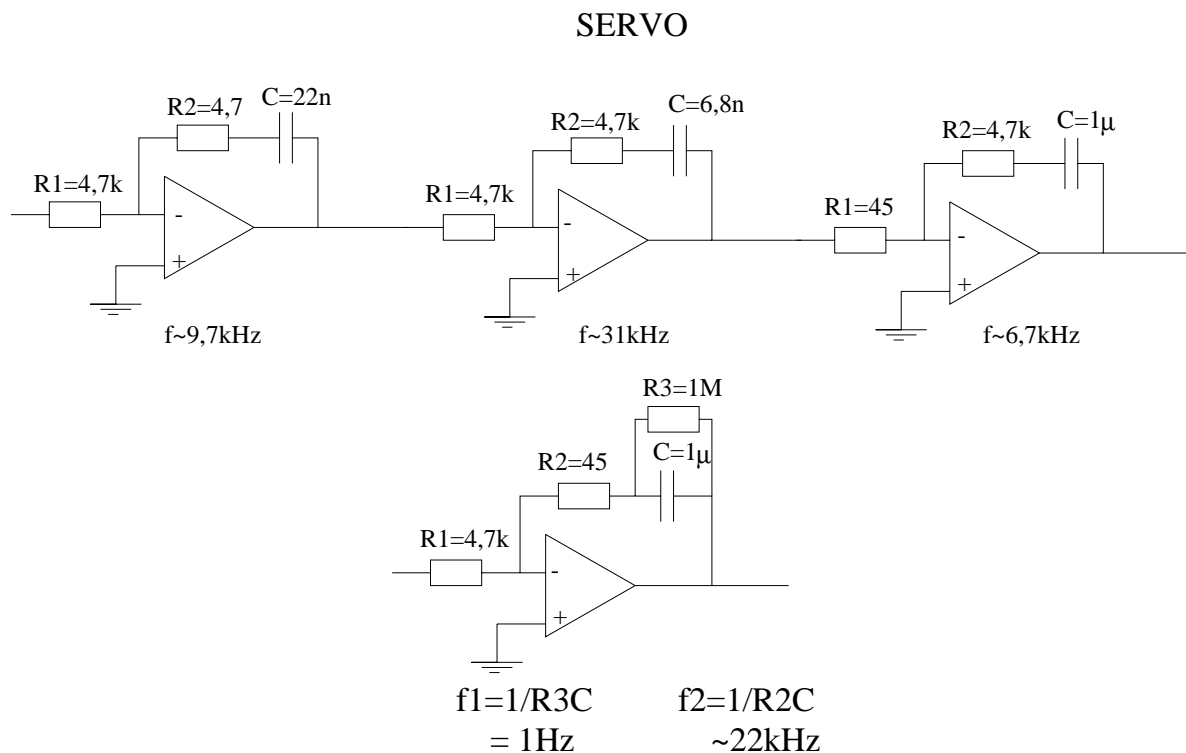 SERVO
R2=4,7
C=22n
R1=4,7k
-
+
f~9,7kHz
R2=4,7k
C=6,8n
R1=4,7k
-
+
f~31kHz
R2=4,7k
C=1μ
R1=45
-
+
f~6,7kHz
R3=1M
C=1μ
R2=45
R1=4,7k
-
+
f1=1/R3C
= 1Hz
f2=1/R2C
~22kHz